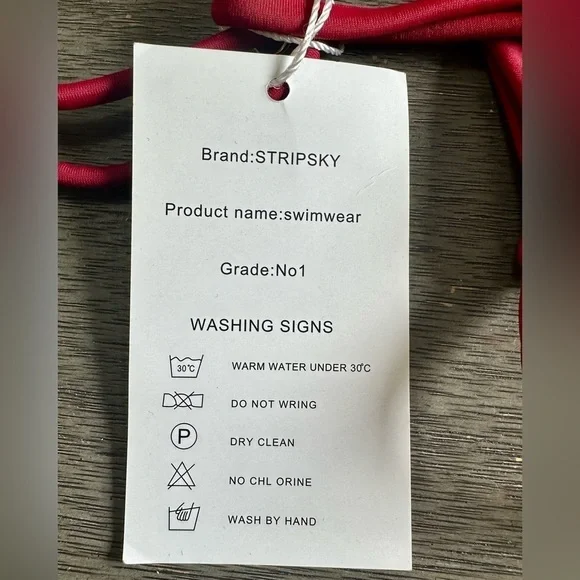 Brand:STRIPSKY
Product name:swimwear
Grade:No1
WASHING SIGNS
30℃ WARM WATER UNDER 30℃
DO NOT WRING
P DRY CLEAN
NO CHL ORINE
WASH BY HAND